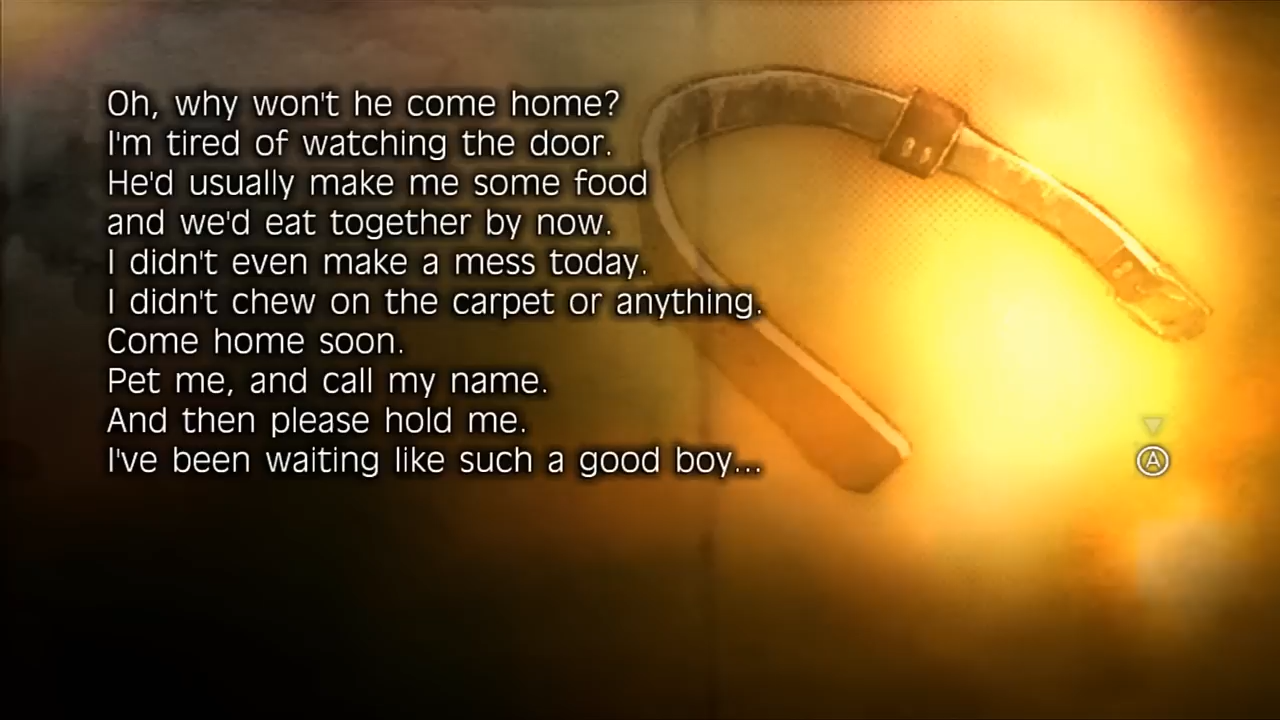 Oh, why won't he come home?
I'm tired of watching the door.
He'd usually make me some food
and we'd eat together by now.
I didn't even make a mess today.
I didn't chew on the carpet or anything.
Come home soon.
Pet me, and call my name.
And then please hold me.
I've been waiting like such a good boy...
A